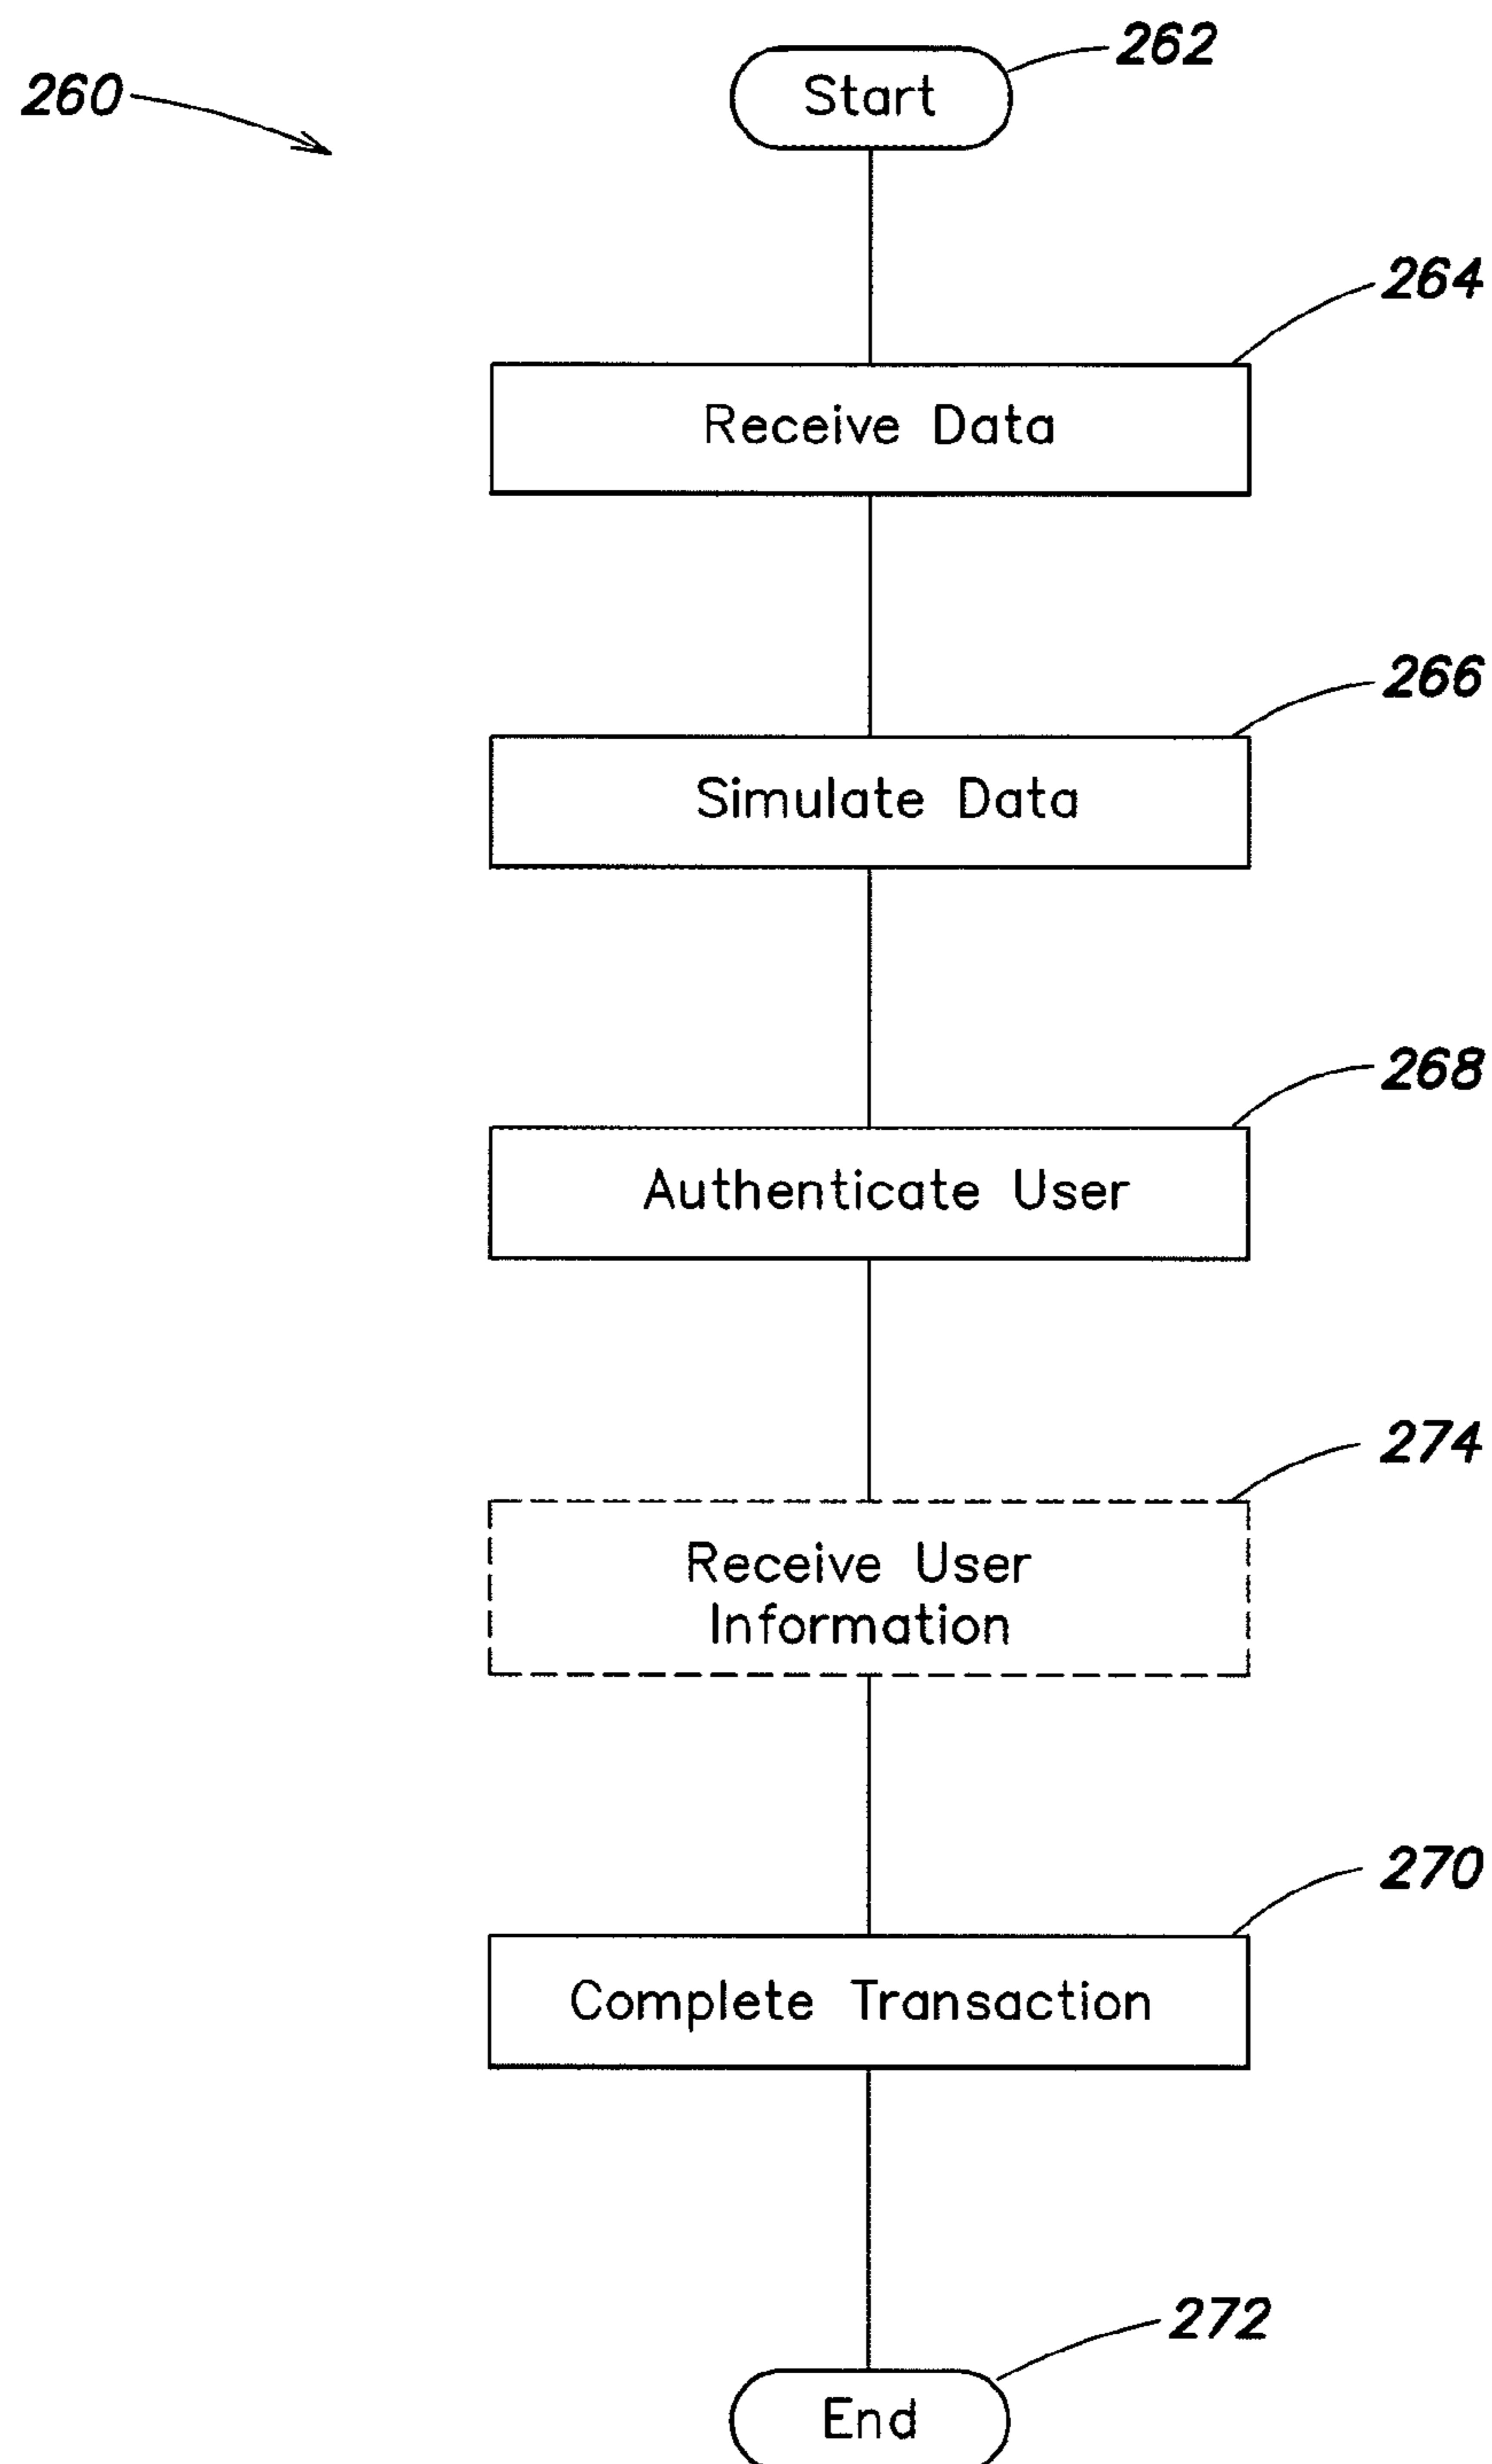 262
260
Start
264
Receive Data
266
Simulate Data
268
Authenticate User
274
Receive User
Information
270
Complete Transaction
272
End